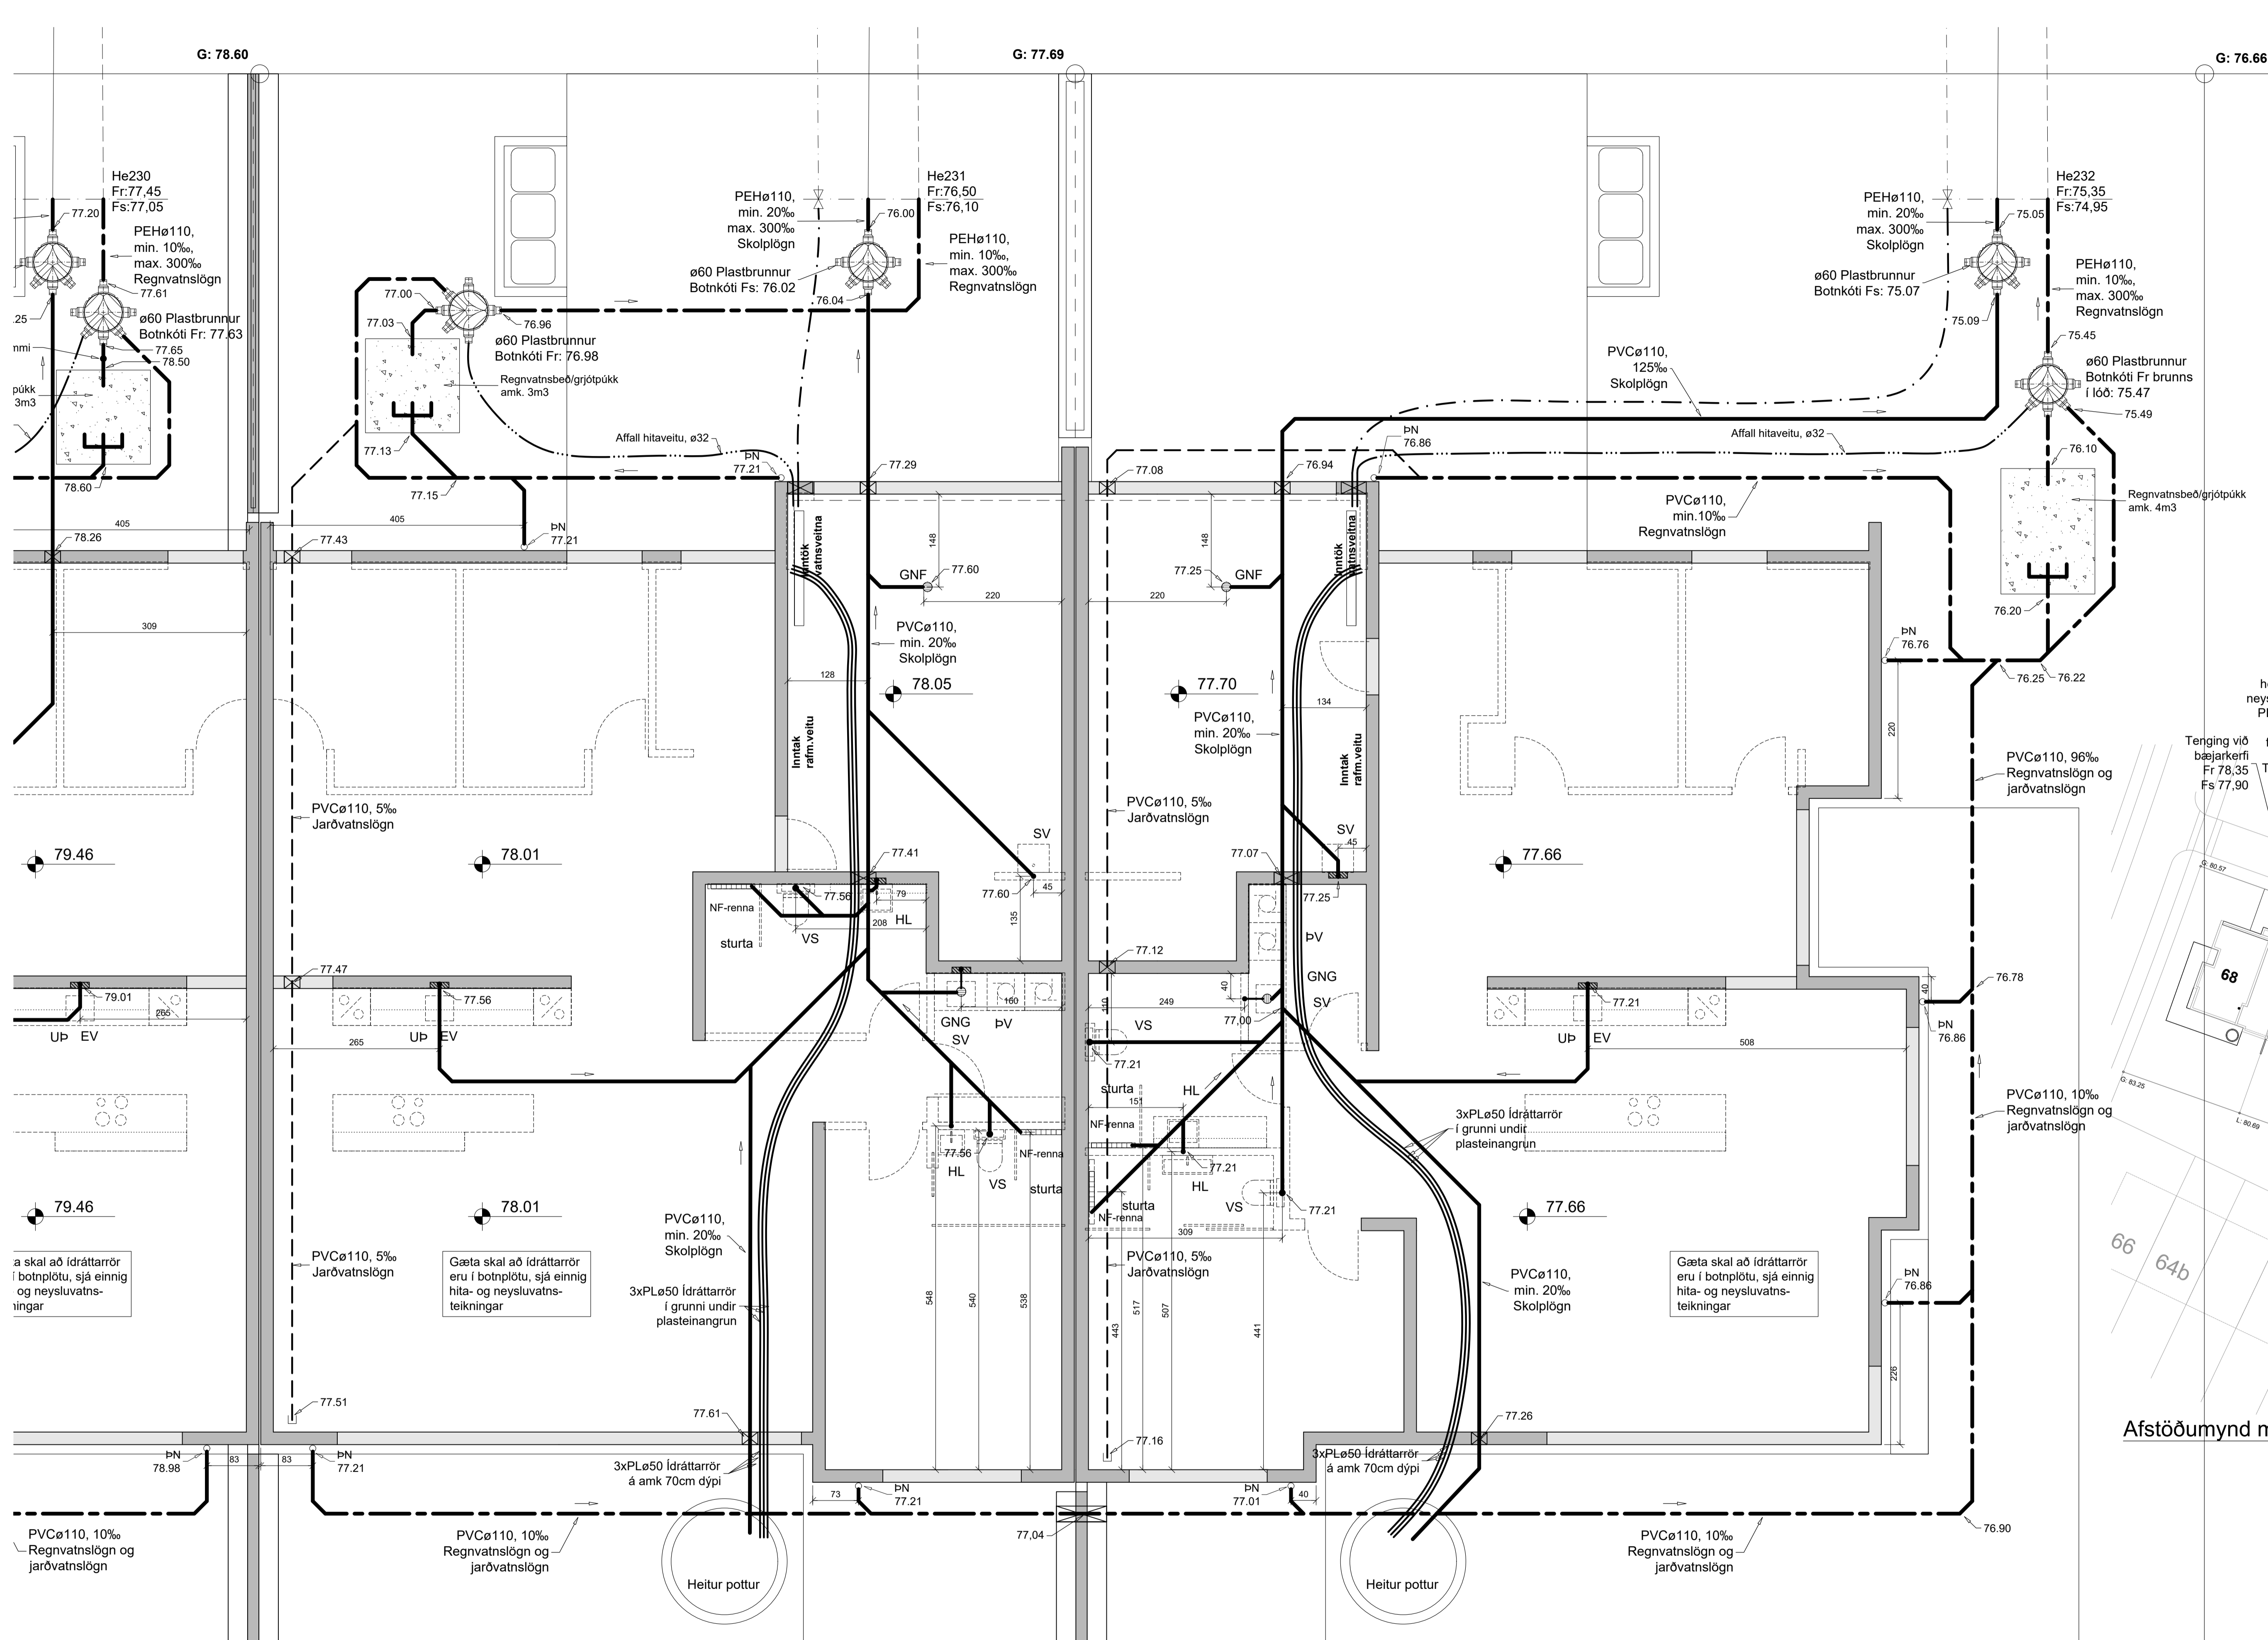 G: 78.60
G: 77.69
G: 76.66
He230
Fr:77,45
Fs:77,05
77.20
PEHø110,
min. 10‰,
max. 300‰
Regnvatnslögn
77.61
ø60 Plastbrunnur
Botnkóti Fr: 77.63
.25
77.65
78.50
3m3
78.60
He231
Fr:76,50
Fs:76,10
PEHø110,
min. 20‰
max. 300‰
Skolplögn
76.00
PEHø110,
min. 10‰,
max. 300‰
Regnvatnslögn
ø60 Plastbrunnur
Botnkóti Fs: 76.02
76.04
77.00
77.03
76.96
ø60 Plastbrunnur
Botnkóti Fr: 76.98
Regnvatnsbeð/grjótpúkk
amk. 3m3
77.13
77.15
Affall hitaveitu, ø32
ÞN
77.21
77.29
He232
Fr:75,35
Fs:74,95
PEHø110,
min. 20‰
max. 300‰
Skolplögn
75.05
PEHø110,
min. 10‰,
max. 300‰
Regnvatnslögn
ø60 Plastbrunnur
Botnkóti Fs: 75.07
75.09
75.45
ø60 Plastbrunnur
Botnkóti Fr brunns
í lóð: 75.47
75.49
PVCø110,
125‰
Skolplögn
Affall hitaveitu, ø32
76.10
ÞN
76.86
77.08
76.94
PVCø110,
min.10‰
Regnvatnslögn
Regnvatnsbeð/grjótpúkk
amk. 4m3
76.20
405
405
78.26
77.43
ÞN
77.21
Inntök
vatnsveitna
148
GNF
77.60
220
148
77.25
GNF
220
Inntök
vatnsveitna
309
PVCø110,
min. 20‰
Skolplögn
128
78.05
77.70
PVCø110,
min. 20‰
Skolplögn
134
ÞN
76.76
76.25
76.22
220
Inntak
rafm.veitu
Inntak
rafm.veitu
PVCø110, 96‰
Regnvatnslögn og
jarðvatnslögn
Tenging við
bæjarkerfi
Fr 78,35
Fs 77,90
PVCø110, 5‰
Jarðvatnslögn
PVCø110, 5‰
Jarðvatnslögn
79.46
78.01
77.66
SV
SV
45
77.41
77.07
77.60
45
135
77.25
NF-renna
77.56
79
HL
208
VS
sturta
ÞV
GNG
SV
77.12
40
249
110
77,00
VS
77.21
G: 80.57
68
G: 83.25
L: 80.69
66
64b
77.47
79.01
265
UÞ
EV
77.56
265
UÞ
EV
160
GNG
SV
ÞV
77.21
UÞ
EV
508
76.78
40
ÞN
76.86
sturta
HL
151
NF-renna
PVCø110, 10‰
Regnvatnslögn og
jarðvatnslögn
3xPLø50 Ídráttarrör
í grunni undir
plasteinangrun
77.56
HL
VS
NF-renna
sturta
77.21
HL
sturta
NF-renna
VS
77.21
309
79.46
78.01
77.66
PVCø110,
min. 20‰
Skolplögn
PVCø110, 5‰
Jarðvatnslögn
PVCø110, 5‰
Jarðvatnslögn
a skal að ídráttarrör
í botnplötu, sjá einnig
og neysluvatns-
Gæta skal að ídráttarrör
eru í botnplötu, sjá einnig
hita- og neysluvatns-
teikningar
3xPLø50 Ídráttarrör
í grunni undir
plasteinangrun
548
540
538
443
517
507
441
PVCø110,
min. 20‰
Skolplögn
Gæta skal að ídráttarrör
eru í botnplötu, sjá einnig
hita- og neysluvatns-
teikningar
ÞN
76.86
226
77.51
77.61
77.16
77.26
Afstöðumynd
ÞN
78.98
83
83
ÞN
77.21
3xPLø50 Ídráttarrör
á amk 70cm dýpi
73
ÞN
77.21
ÞN
77.01
40
3xPLø50 Ídráttarrör
á amk 70cm dýpi
77,04
76.90
PVCø110, 10‰
Regnvatnslögn og
jarðvatnslögn
PVCø110, 10‰
Regnvatnslögn og
jarðvatnslögn
PVCø110, 10‰
Regnvatnslögn og
jarðvatnslögn
Heitur pottur
Heitur pottur